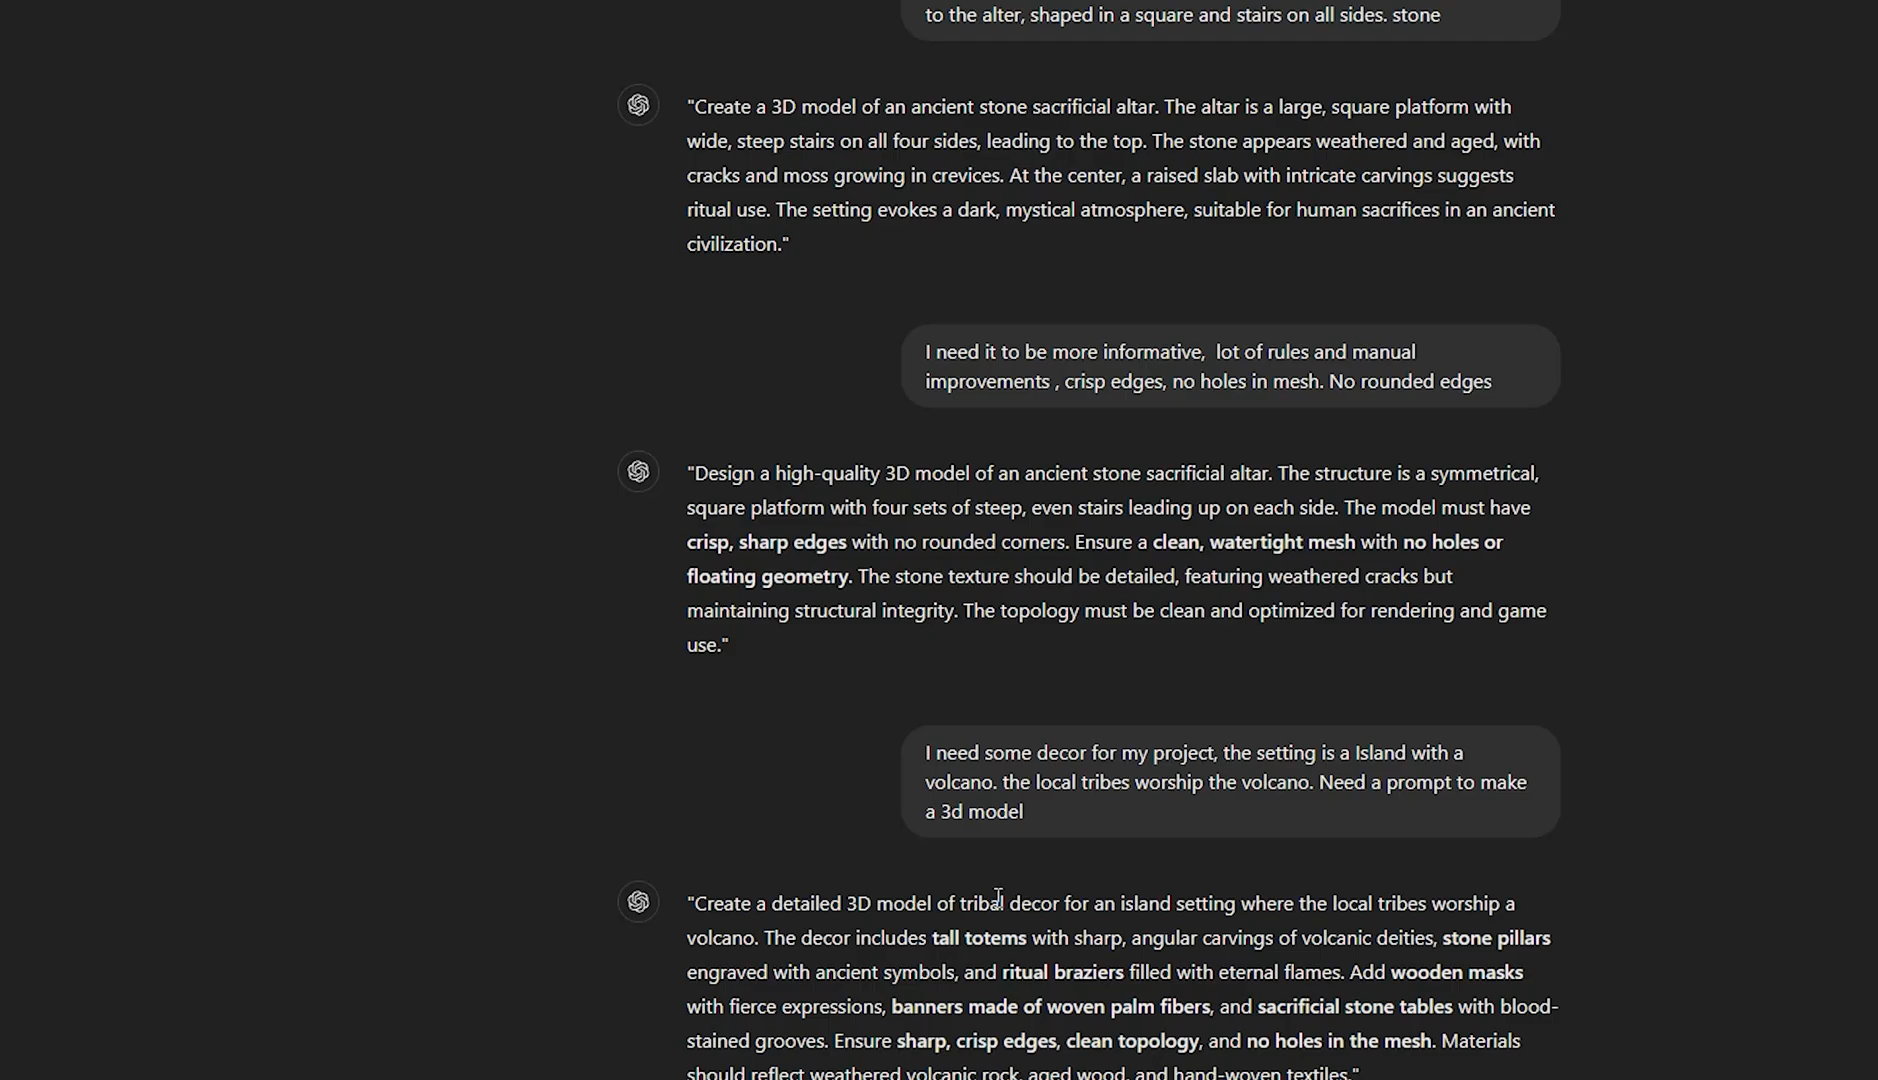 to the alter, shaped in a square and stairs on all sides. stone
"Create a 3D model of an ancient stone sacrificial altar. The altar is a large, square platform with
wide, steep stairs on all four sides, leading to the top. The stone appears weathered and aged, with
cracks and moss growing in crevices. At the center, a raised slab with intricate carvings suggests
ritual use. The setting evokes a dark, mystical atmosphere, suitable for human sacrifices in an ancient
civilization."
I need it to be more informative,  lot of rules and manual
improvements , crisp edges, no holes in mesh. No rounded edges
"Design a high-quality 3D model of an ancient stone sacrificial altar. The structure is a symmetrical,
square platform with four sets of steep, even stairs leading up on each side. The model must have
crisp, sharp edges with no rounded corners. Ensure a clean, watertight mesh with no holes or
floating geometry. The stone texture should be detailed, featuring weathered cracks but
maintaining structural integrity. The topology must be clean and optimized for rendering and game
use."
I need some decor for my project, the setting is a Island with a
volcano. the local tribes worship the volcano. Need a prompt to make
a 3d model
"Create a detailed 3D model of tribal decor for an island setting where the local tribes worship a
volcano. The decor includes tall totems with sharp, angular carvings of volcanic deities, stone pillars
engraved with ancient symbols, and ritual braziers filled with eternal flames. Add wooden masks
with fierce expressions, banners made of woven palm fibers, and sacrificial stone tables with blood-
stained grooves. Ensure sharp, crisp edges, clean topology, and no holes in the mesh. Materials
should reflect weathered volcanic rock, aged wood, and hand-woven textiles."